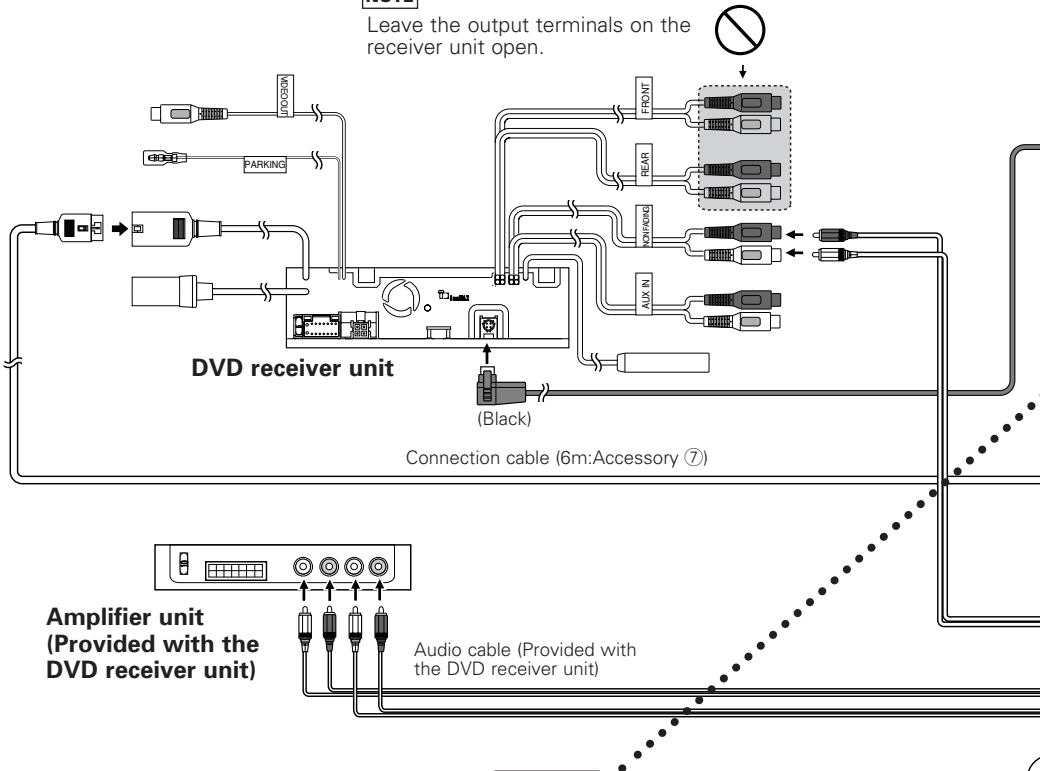 NOTE
Leave the output terminals on the
receiver unit open.
VIDEO OUT
PARKING
FRONT
REAR
NON FADING
AUX IN
DVD receiver unit
(Black)
Connection cable (6m:Accessory ⑦)
Amplifier unit
(Provided with the
DVD receiver unit)
Audio cable (Provided with
the DVD receiver unit)